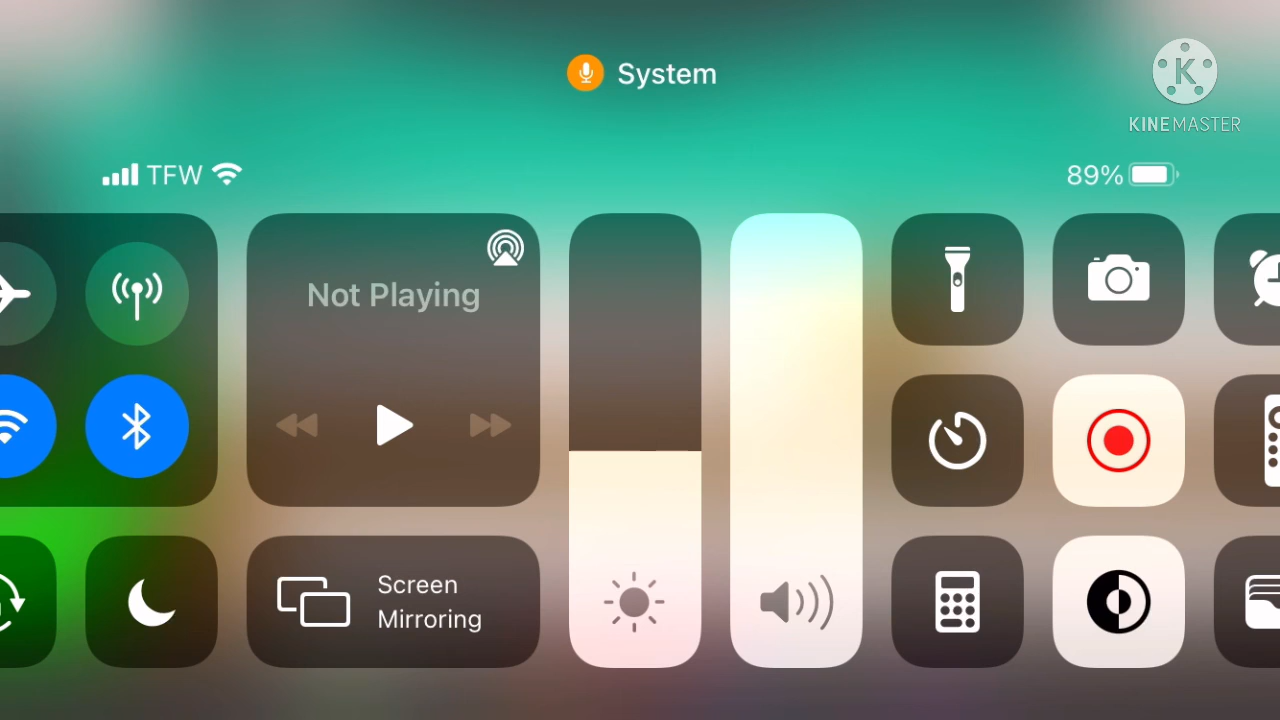 System
K
KINEMASTER
TFW
89%
Not Playing
Screen
Mirroring